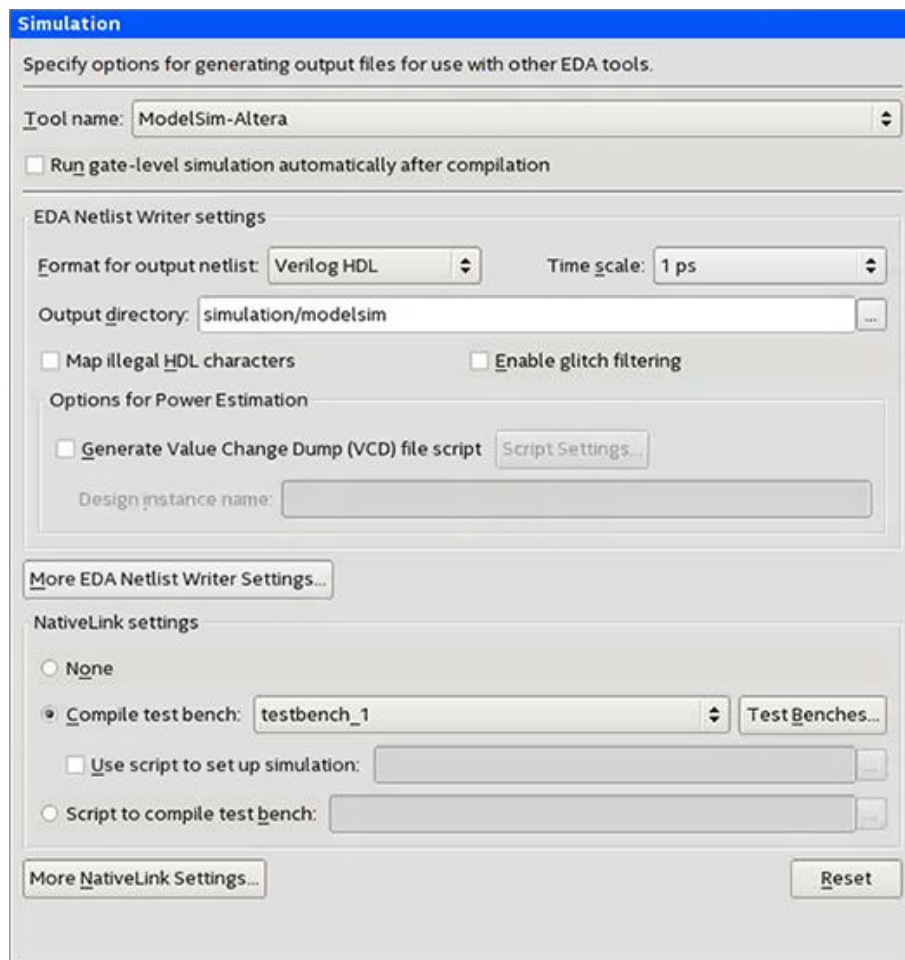 Simulation
Specify options for generating output files for use with other EDA tools.
Tool name: ModelSim-Altera
Run gate-level simulation automatically after compilation
EDA Netlist Writer settings
Format for output netlist: Verilog HDL Time scale: 1 ps
Output directory: simulation/modelsim ...
Map illegal HDL characters Enable glitch filtering
Options for Power Estimation
Generate Value Change Dump (VCD) file script Script Settings...
Design instance name:
More EDA Netlist Writer Settings...
NativeLink settings
None
Compile test bench: testbench_1 Test Benches...
Use script to set up simulation: ...
Script to compile test bench: ...
More NativeLink Settings... Reset